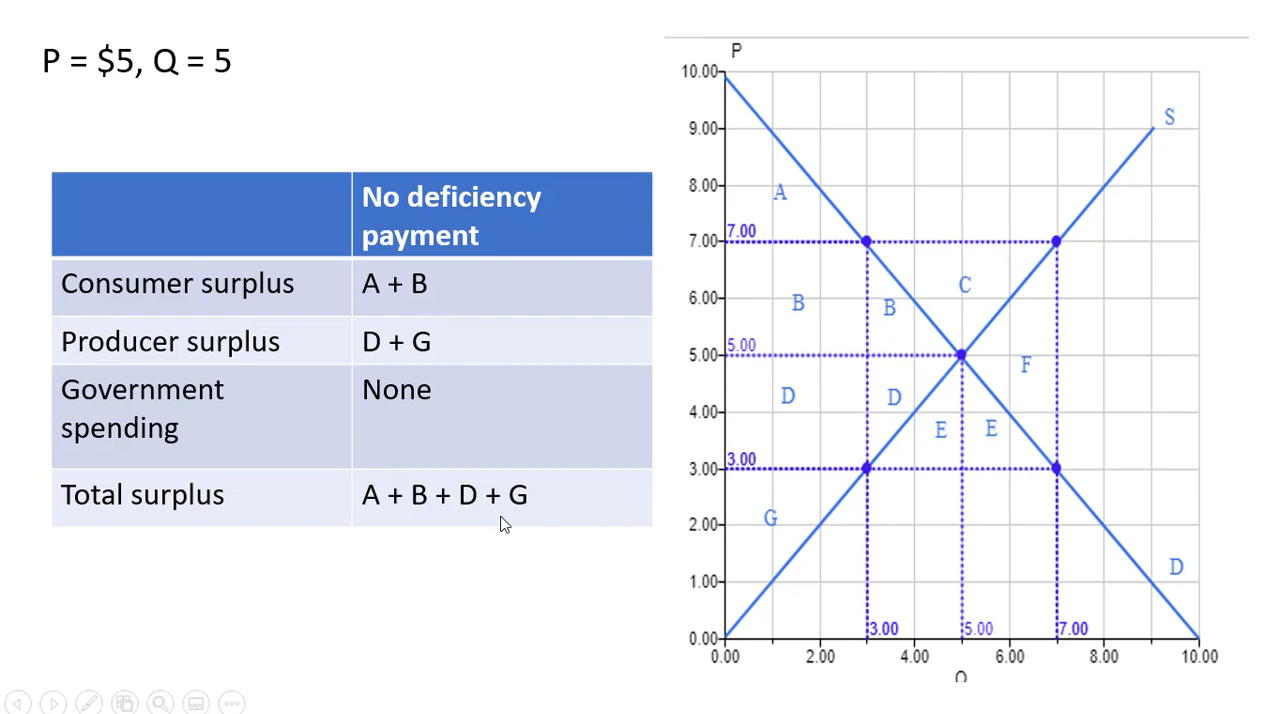 P = $5, Q = 5
No deficiency
payment
Consumer surplus
A + B
Producer surplus
D + G
Government
spending
None
Total surplus
A + B + D + G
P
10.00
9.00
8.00
7.00
6.00
5.00
4.00
3.00
2.00
1.00
0.00
S
A
7.00
C
B
B
5.00
F
D
D
E
E
3.00
G
D
3.00
5.00
7.00
0.00
2.00
4.00
6.00
8.00
10.00
Q